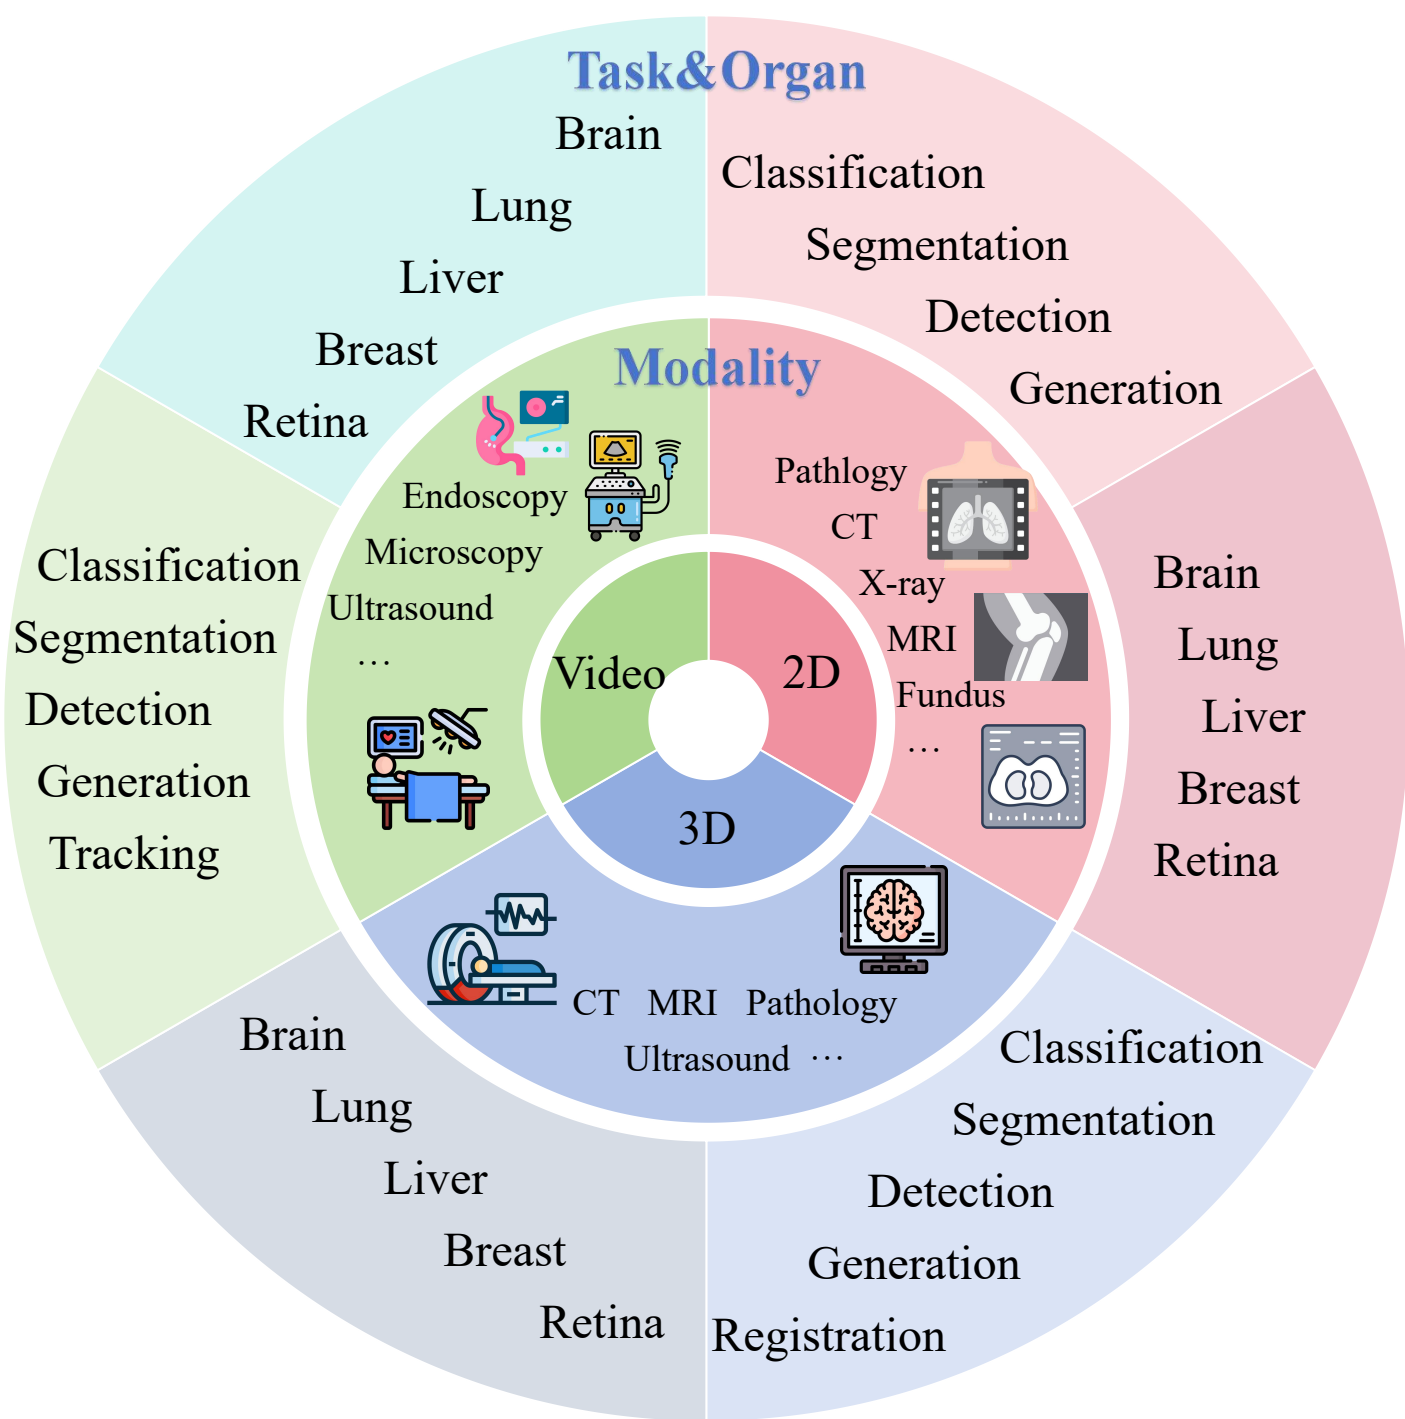 Task&Organ
Brain
Lung
Liver
Breast
Retina
Classification
Segmentation
Detection
Generation
Modality
Endoscopy
Microscopy
Ultrasound
...
Pathlogy
CT
X-ray
MRI
Fundus
...
Video
2D
3D
Classification
Segmentation
Detection
Generation
Tracking
Brain
Lung
Liver
Breast
Retina
CT MRI Pathology
Ultrasound ...
Brain
Lung
Liver
Breast
Retina
Classification
Segmentation
Detection
Generation
Registration